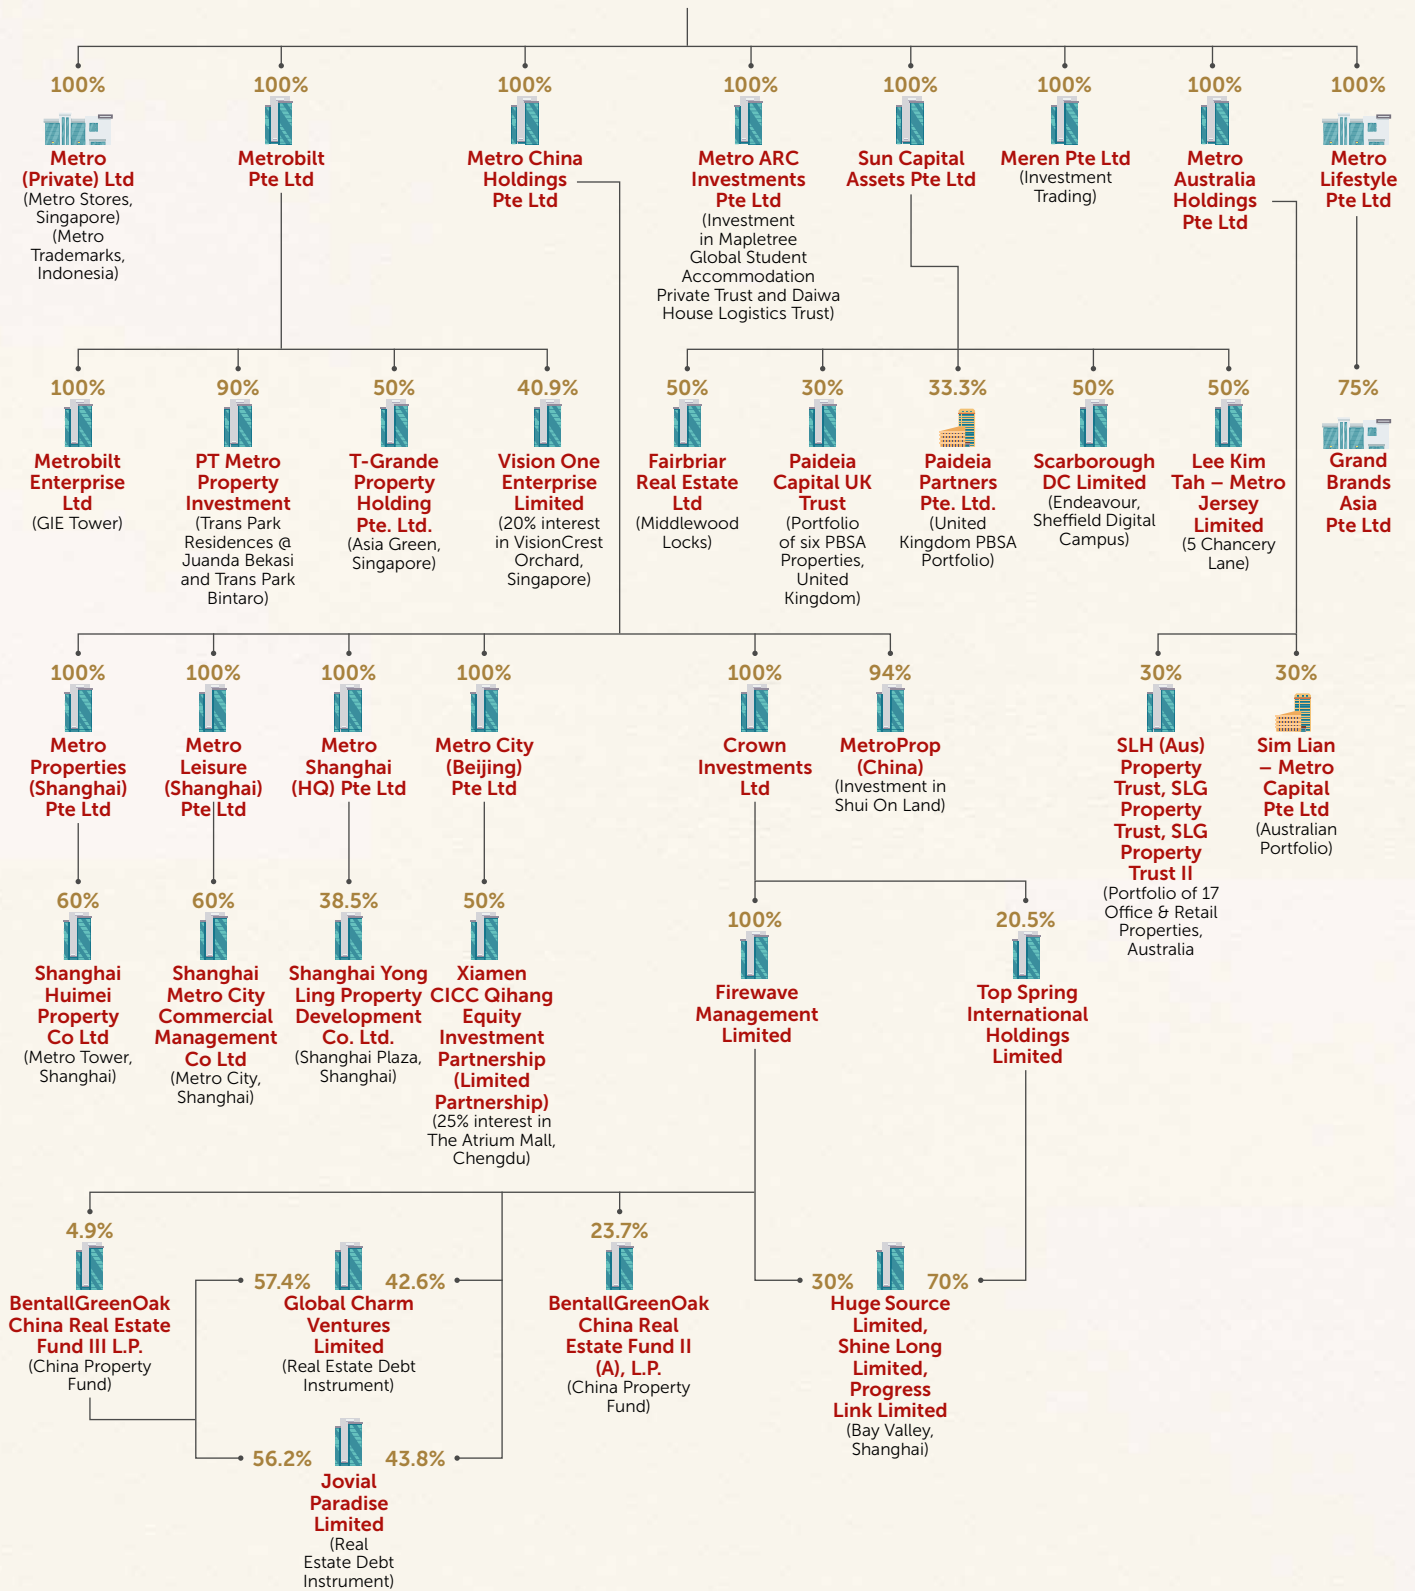 100%
Metro
(Private) Ltd
(Metro Stores,
Singapore)
(Metro
Trademarks,
Indonesia)
100%
Metrobilt
Pte Ltd
100%
Metro China
Holdings
Pte Ltd
100%
Metro ARC
Investments
Pte Ltd
(Investment
in Mapletree
Global Student
Accommodation
Private Trust and Daiwa
House Logistics Trust)
100%
Sun Capital
Assets Pte Ltd
100%
Meren Pte Ltd
(Investment
Trading)
100%
Metro
Australia
Holdings
Pte Ltd
100%
Metro
Lifestyle
Pte Ltd
100%
Metrobilt
Enterprise
Ltd
(GIE Tower)
90%
PT Metro
Property
Investment
(Trans Park
Residences @
Juanda Bekasi
and Trans Park
Bintaro)
50%
T-Grande
Property
Holding
Pte. Ltd.
(Asia Green,
Singapore)
40.9%
Vision One
Enterprise
Limited
(20% interest
in VisionCrest
Orchard,
Singapore)
50%
Fairbriar
Real Estate
Ltd
(Middlewood
Locks)
30%
Paideia
Capital UK
Trust
(Portfolio
of six PBSA
Properties,
United
Kingdom)
33.3%
Paideia
Partners
Pte. Ltd.
(United
Kingdom PBSA
Portfolio)
50%
Scarborough
DC Limited
(Endeavour,
Sheffield Digital
Campus)
50%
Lee Kim
Tah – Metro
Jersey
Limited
(5 Chancery
Lane)
75%
Grand
Brands
Asia
Pte Ltd
100%
Metro
Properties
(Shanghai)
Pte Ltd
100%
Metro
Leisure
(Shanghai)
Pte Ltd
100%
Metro
Shanghai
(HQ) Pte Ltd
100%
Metro City
(Beijing)
Pte Ltd
100%
Crown
Investments
Ltd
94%
MetroProp
(China)
(Investment in
Shui On Land)
30%
SLH (Aus)
Property
Trust, SLG
Property
Trust, SLG
Property
Trust II
(Portfolio of 17
Office & Retail
Properties,
Australia
30%
Sim Lian
– Metro
Capital
Pte Ltd
(Australian
Portfolio)
60%
Shanghai
Huimei
Property
Co Ltd
(Metro Tower,
Shanghai)
60%
Shanghai
Metro City
Commercial
Management
Co Ltd
(Metro City,
Shanghai)
38.5%
Shanghai Yong
Ling Property
Development
Co. Ltd.
(Shanghai Plaza,
Shanghai)
50%
Xiamen
CICC Qihang
Equity
Investment
Partnership
(Limited
Partnership)
(25% interest in
The Atrium Mall,
Chengdu)
100%
Firewave
Management
Limited
20.5%
Top Spring
International
Holdings
Limited
4.9%
BentallGreenOak
China Real Estate
Fund III L.P.
(China Property
Fund)
57.4% 42.6%
Global Charm
Ventures
Limited
(Real Estate Debt
Instrument)
23.7%
BentallGreenOak
China Real
Estate Fund II
(A), L.P.
(China Property
Fund)
30% 70%
Huge Source
Limited,
Shine Long
Limited,
Progress
Link Limited
(Bay Valley,
Shanghai)
56.2% 43.8%
Jovial
Paradise
Limited
(Real
Estate Debt
Instrument)